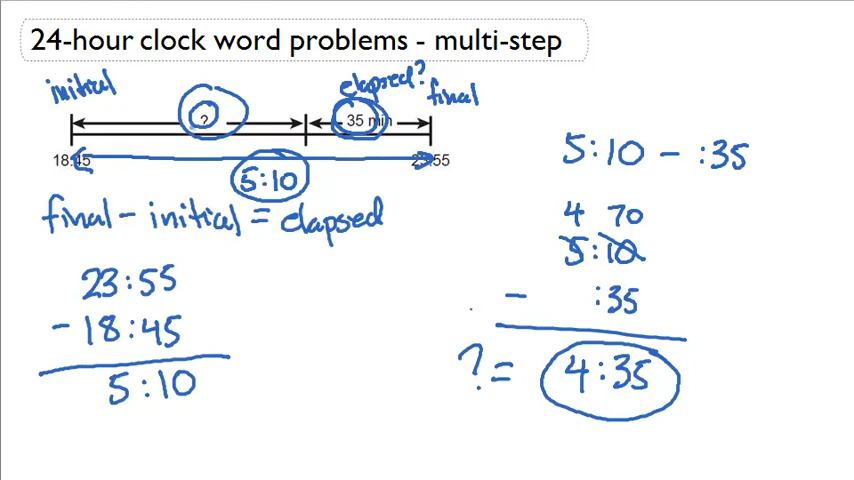 24-hour clock word problems - multi-step
initial elapsed? final
? 35 min
18:45 23:55
5:10
final - initial = elapsed
23:55
- 18:45
5:10
5:10 - :35
4 70
5:10
- :35
? = 4:35